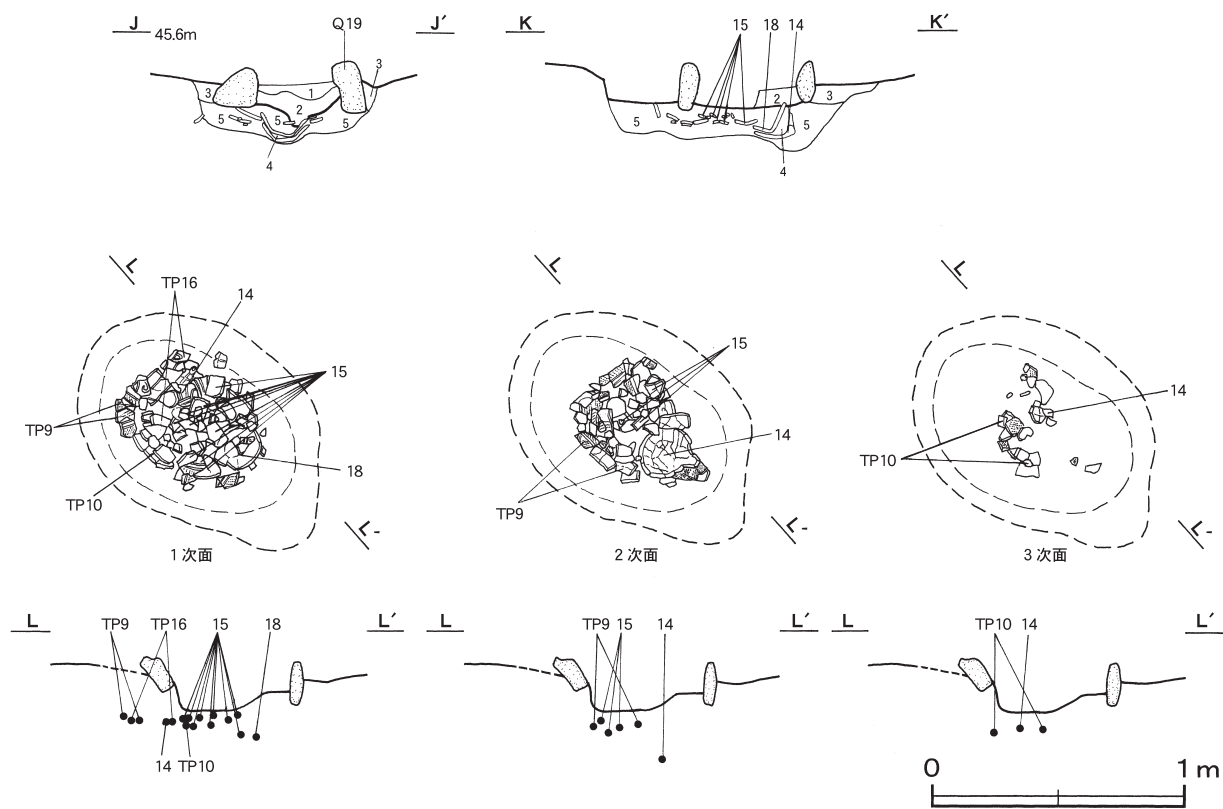 J 45.6m Q19 J′
3
3 1
2
5 5 5
4
K 15 18 14 K′
2 3
5 5
4
L
TP16
14
15
TP9
18
TP10
L′
1次面
L
15
14
TP9
L′
2次面
L
14
TP10
L′
3次面
L TP9 TP16 15 18 L′
14 TP10
L TP9 15 14 L′
L TP10 14 L′
0 1m